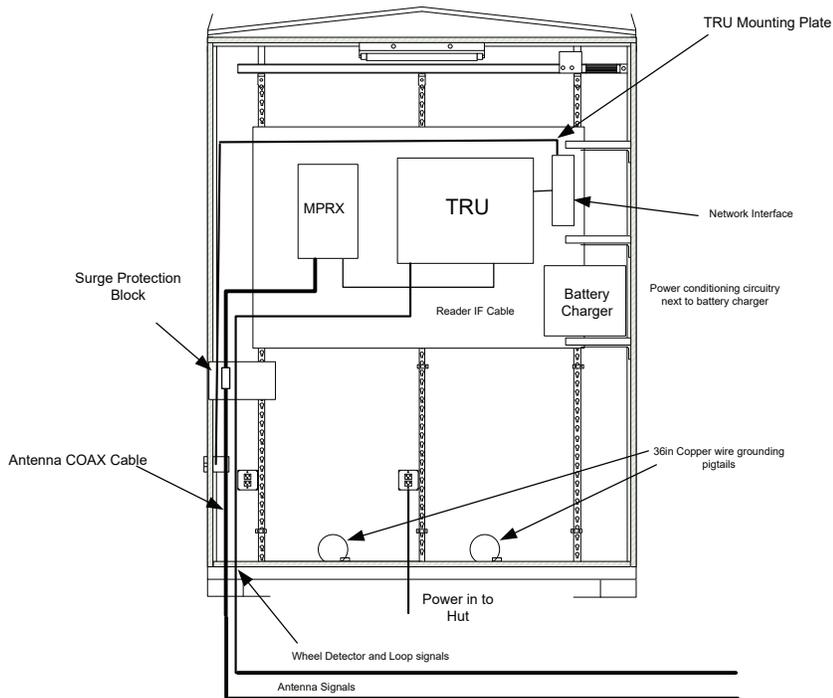 TRU Mounting Plate
MPRX
TRU
Network Interface
Surge Protection
Block
Battery
Charger
Power conditioning circuitry
next to battery charger
Reader IF Cable
Antenna COAX Cable
36in Copper wire grounding
pigtails
Power in to
Hut
Wheel Detector and Loop signals
Antenna Signals